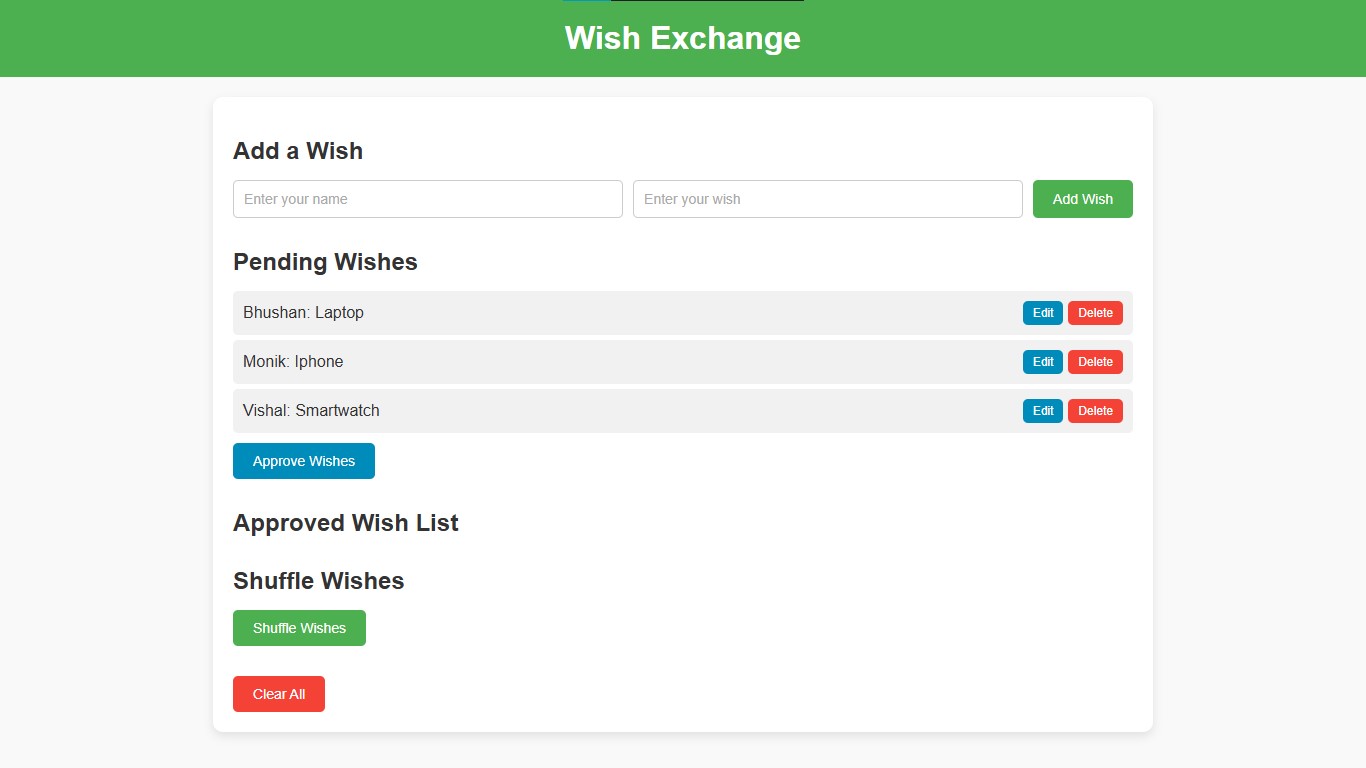 Wish Exchange
Add a Wish
Enter your name Enter your wish Add Wish
Pending Wishes
Bhushan: Laptop Edit Delete
Monik: Iphone Edit Delete
Vishal: Smartwatch Edit Delete
Approve Wishes
Approved Wish List
Shuffle Wishes
Shuffle Wishes
Clear All